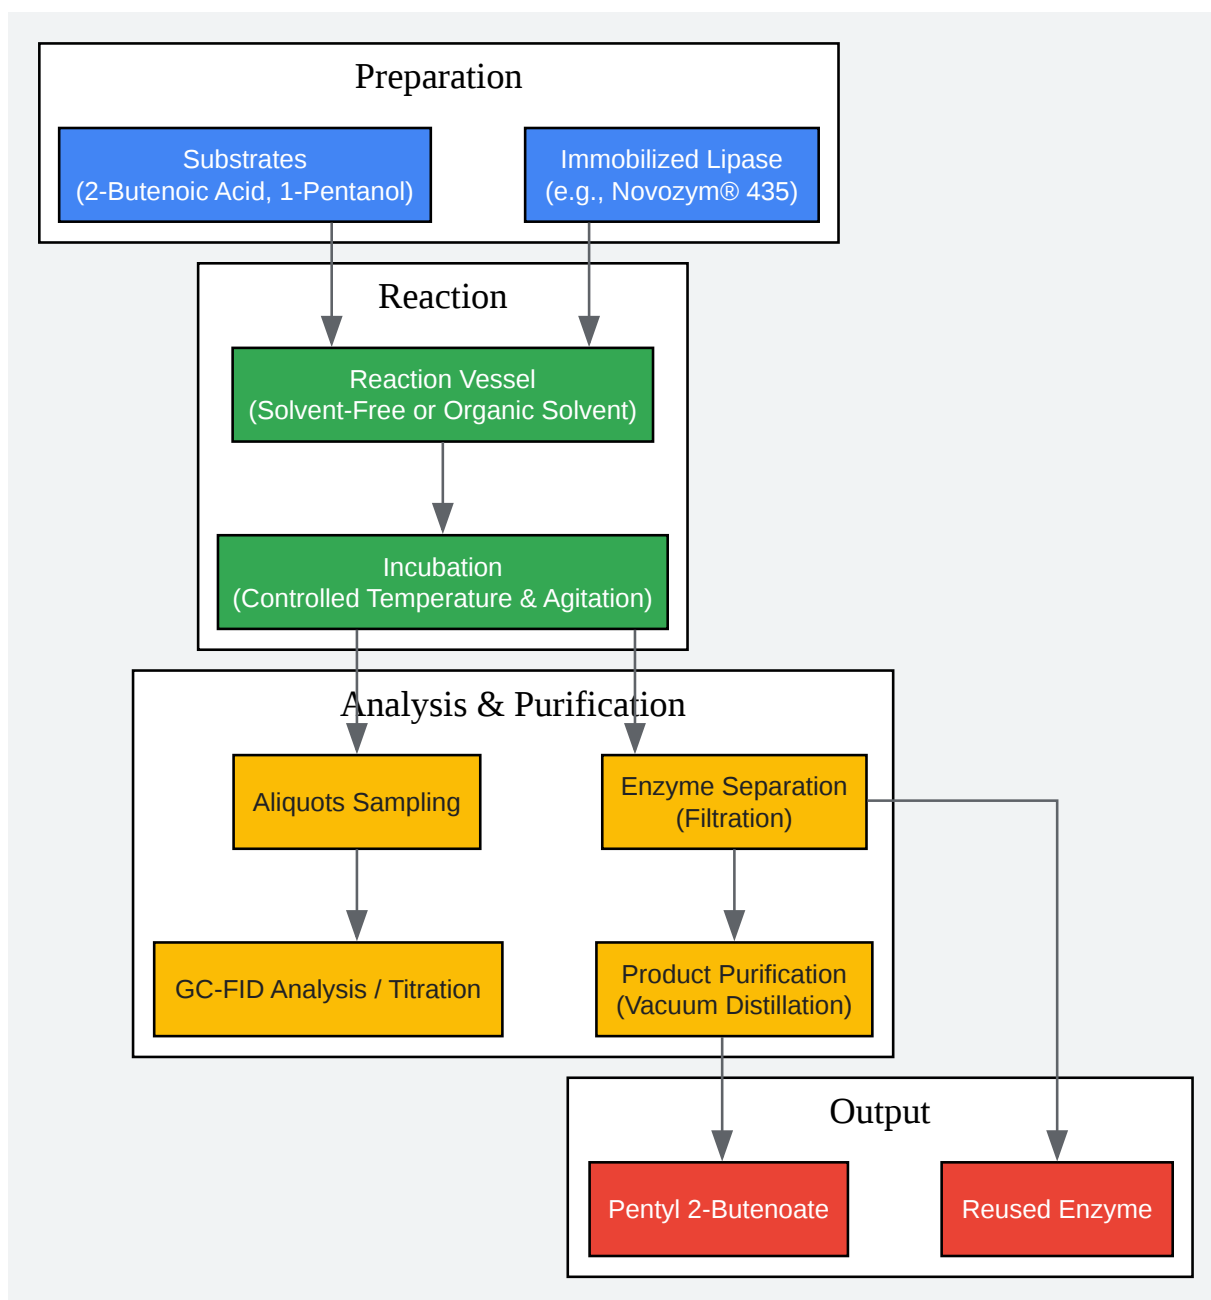 Preparation
Substrates
(2-Butenoic Acid, 1-Pentanol)
Immobilized Lipase
(e.g., Novozym® 435)
Reaction
Reaction Vessel
(Solvent-Free or Organic Solvent)
Incubation
(Controlled Temperature & Agitation)
Analysis & Purification
Aliquots Sampling
Enzyme Separation
(Filtration)
GC-FID Analysis / Titration
Product Purification
(Vacuum Distillation)
Output
Pentyl 2-Butenoate
Reused Enzyme